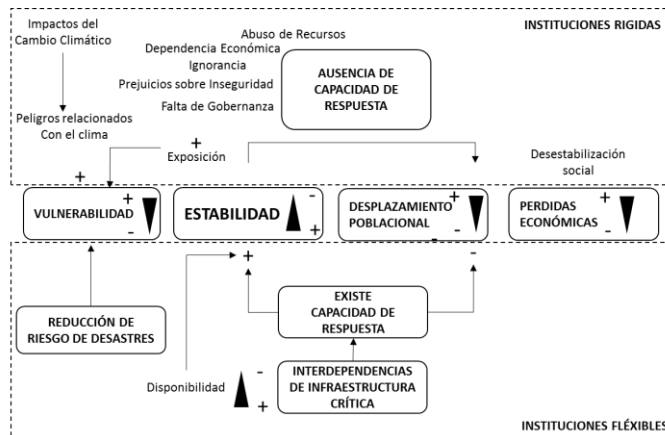 Impactos del
Cambio Climático
Abuso de Recursos
Dependencia Económica
Ignorancia
Prejuicios sobre Inseguridad
Falta de Gobernanza
AUSENCIA DE
CAPACIDAD DE
RESPUESTA
INSTITUCIONES RIGIDAS
Peligros relacionados
Con el clima
+
Exposición
Desestabilización
social
+
VULNERABILIDAD
+
-
ESTABILIDAD
-
+
DESPLAZAMIENTO
POBLACIONAL
+
-
-
PERDIDAS
ECONÓMICAS
+
-
+
-
REDUCCIÓN DE
RIESGO DE DESASTRES
EXISTE
CAPACIDAD DE
RESPUESTA
Disponibilidad
-
+
INTERDEPENDENCIAS
DE INFRAESTRUCTURA
CRÍTICA
INSTITUCIONES FLÉXIBLES